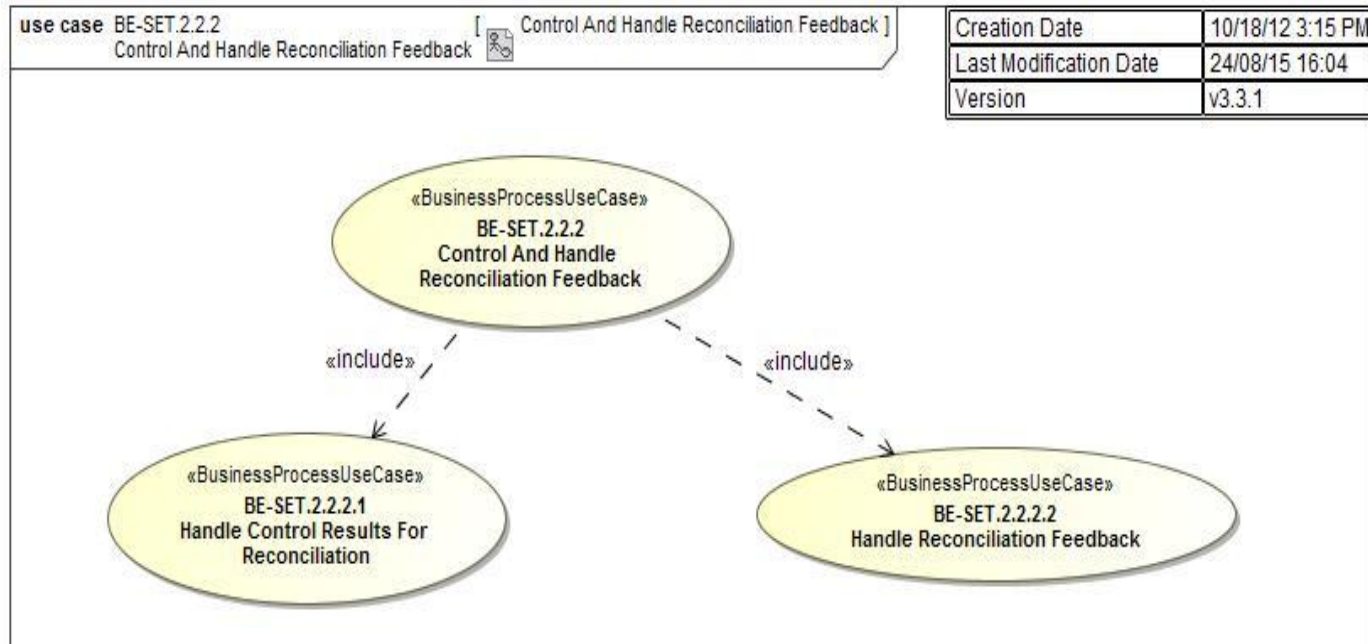 use case BE-SET.2.2.2 [ Control And Handle Reconciliation Feedback ]
Control And Handle Reconciliation Feedback
Creation Date 10/18/12 3:15 PM
Last Modification Date 24/08/15 16:04
Version v3.3.1
«BusinessProcessUseCase»
BE-SET.2.2.2
Control And Handle
Reconciliation Feedback
«include»
«include»
«BusinessProcessUseCase»
BE-SET.2.2.2.1
Handle Control Results For
Reconciliation
«BusinessProcessUseCase»
BE-SET.2.2.2.2
Handle Reconciliation Feedback